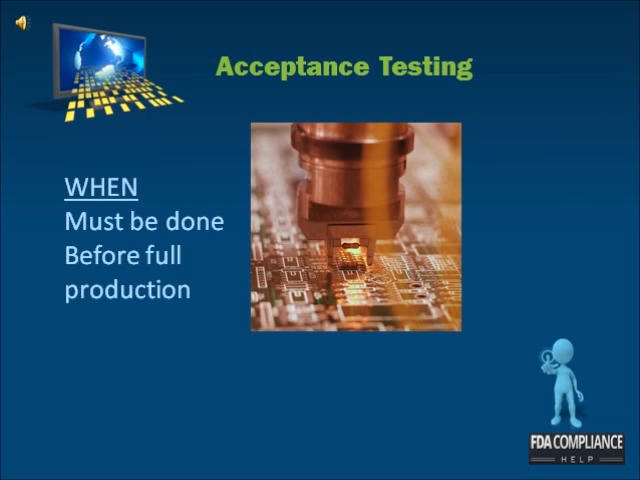 Acceptance Testing
WHEN
Must be done
Before full
production
FDA COMPLIANCE
HELP